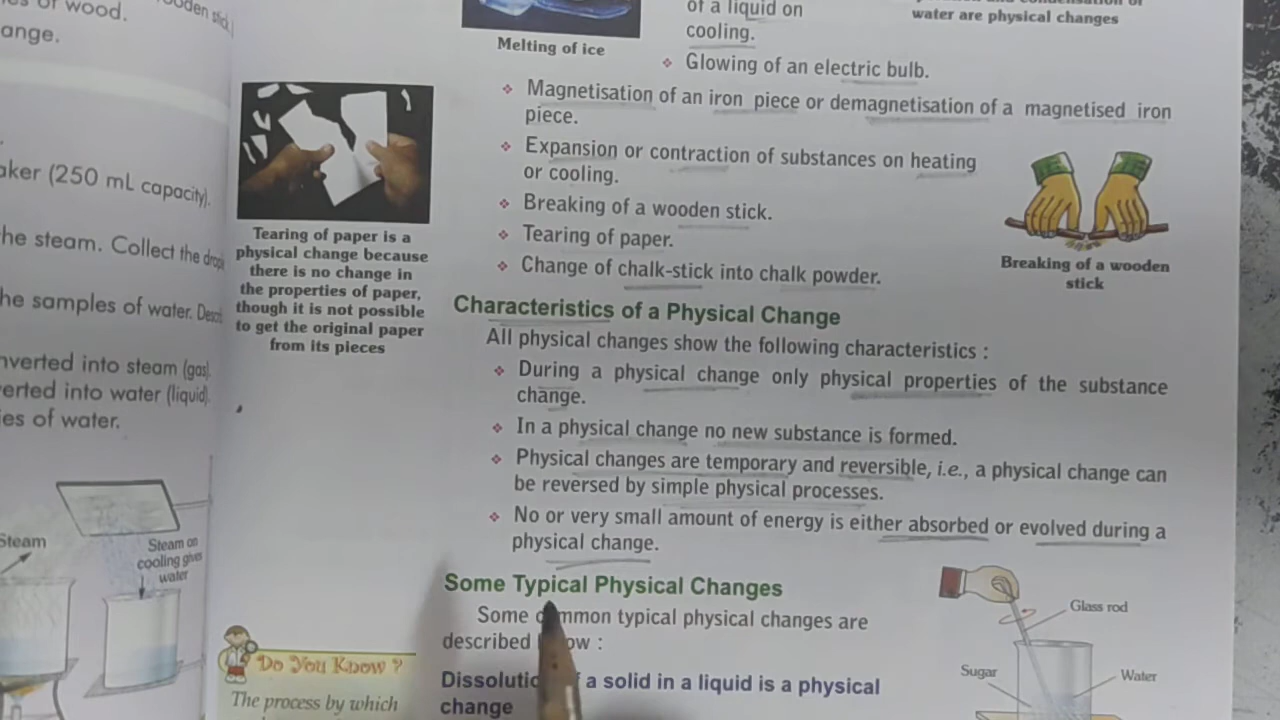 of wood.
ange.
aker (250 mL capacity).
he steam. Collect the
he samples of water.
nverted into steam (gas).
erted into water (liquid).
ies of water.
Steam
Steam on
cooling gives
water
Tearing of paper is a
physical change because
there is no change in
the properties of paper,
though it is not possible
to get the original paper
from its pieces
Do You Know ?
The process by which
Melting of ice
of a liquid on
cooling.
water are physical changes
❖ Glowing of an electric bulb.
❖ Magnetisation of an iron piece or demagnetisation of a magnetised iron
piece.
❖ Expansion or contraction of substances on heating
or cooling.
❖ Breaking of a wooden stick.
❖ Tearing of paper.
❖ Change of chalk-stick into chalk powder.
Breaking of a wooden
stick
Characteristics of a Physical Change
All physical changes show the following characteristics :
❖ During a physical change only physical properties of the substance
change.
❖ In a physical change no new substance is formed.
❖ Physical changes are temporary and reversible, i.e., a physical change can
be reversed by simple physical processes.
❖ No or very small amount of energy is either absorbed or evolved during a
physical change.
Some Typical Physical Changes
Some common typical physical changes are
described :
a solid in a liquid is a physical
change
Glass rod
Sugar
Water